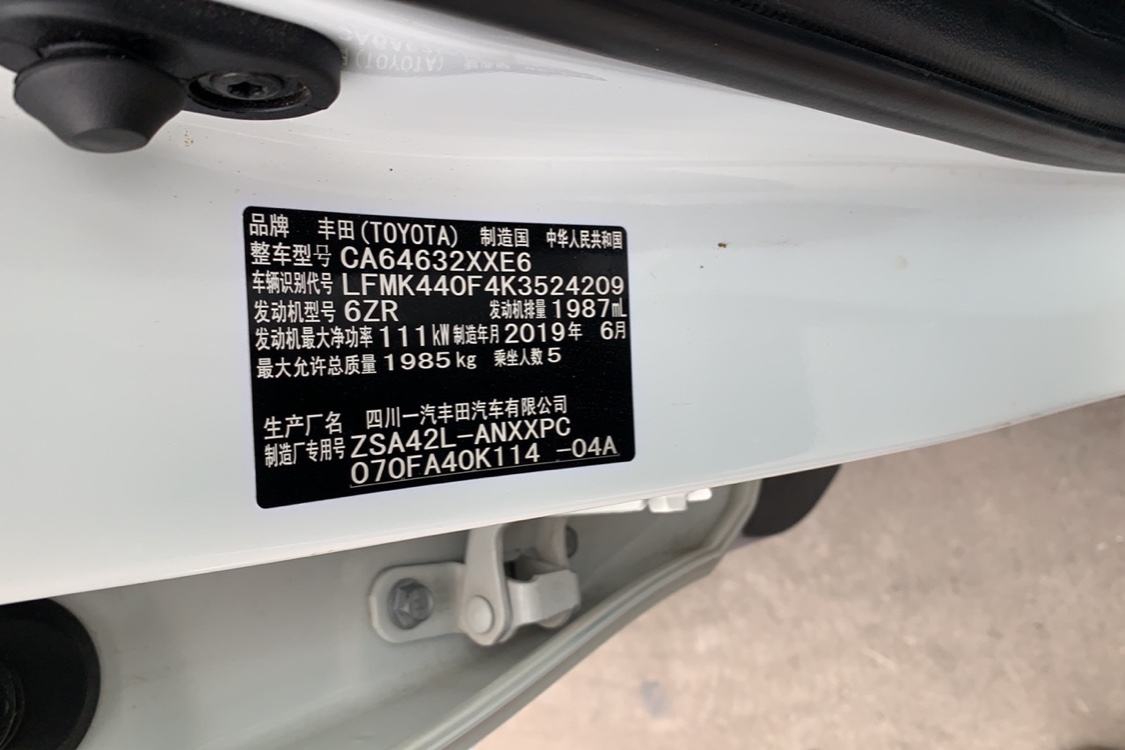 品牌 丰田(TOYOTA) 制造国 中华人民共和国
整车型号 CA64632XXE6
车辆识别代号 LFMK440F4K3524209
发动机型号 6ZR 发动机排量 1987mL
发动机最大净功率 111kW 制造年月 2019年 6月
最大允许总质量 1985kg 乘坐人数 5
生产厂名 四川一汽丰田汽车有限公司
制造厂专用号 ZSA42L-ANXXPC
070FA40K114 -04A